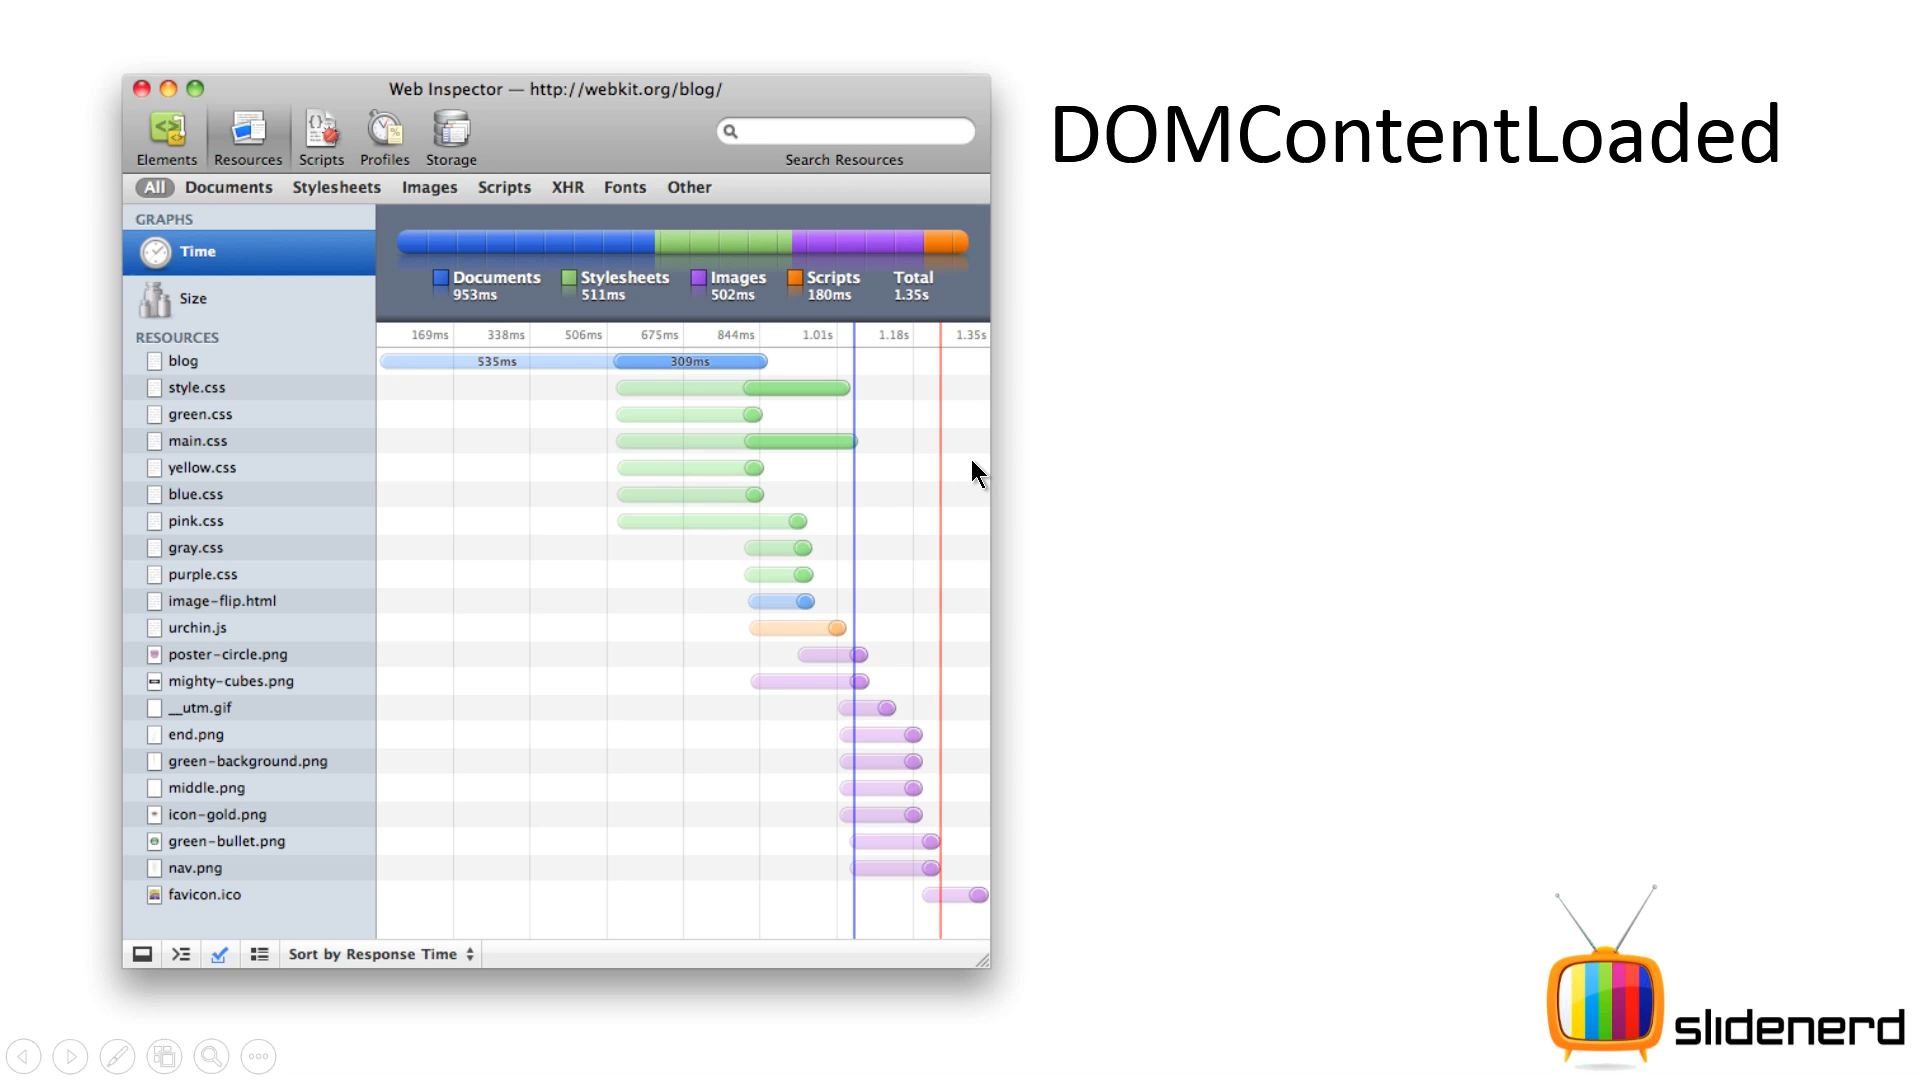 Web Inspector — http://webkit.org/blog/
DOMContentLoaded
Elements Resources Scripts Profiles Storage
Search Resources
All Documents Stylesheets Images Scripts XHR Fonts Other
GRAPHS
Time
Size
Documents 953ms
Stylesheets 511ms
Images 502ms
Scripts 180ms
Total 1.35s
169ms 338ms 506ms 675ms 844ms 1.01s 1.18s 1.35s
RESOURCES
blog 535ms 309ms
style.css
green.css
main.css
yellow.css
blue.css
pink.css
gray.css
purple.css
image-flip.html
urchin.js
poster-circle.png
mighty-cubes.png
__utm.gif
end.png
green-background.png
middle.png
icon-gold.png
green-bullet.png
nav.png
favicon.ico
Sort by Response Time
slidenerd